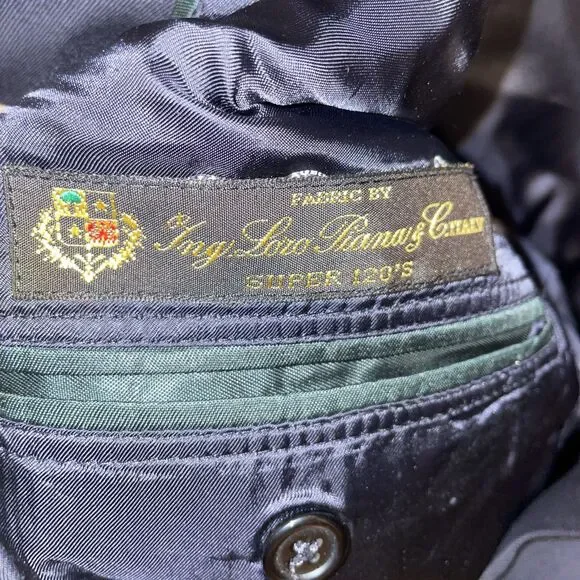 FABRIC BY
Ing. Loro Piana & C. ITALY
SUPER 120'S